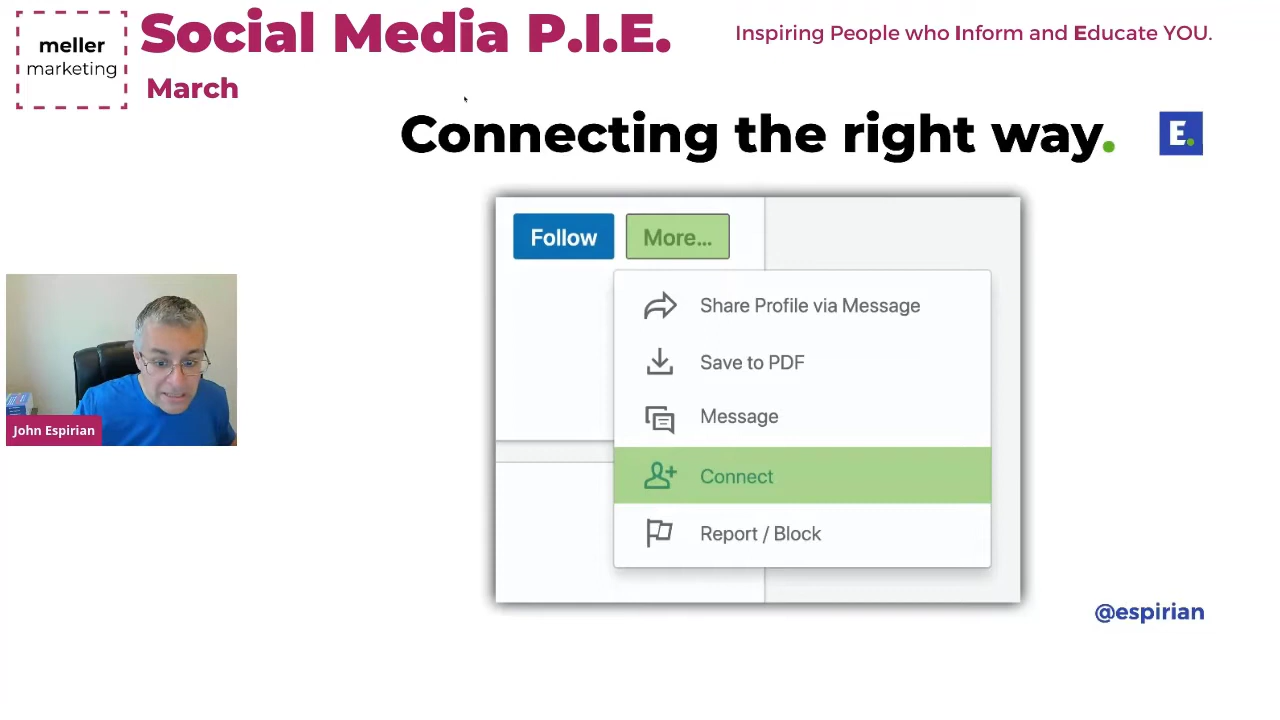 meller
marketing
Social Media P.I.E.
March
Inspiring People who Inform and Educate YOU.
Connecting the right way.
E.
Follow
More...
Share Profile via Message
Save to PDF
Message
Connect
Report / Block
John Espirian
@espirian